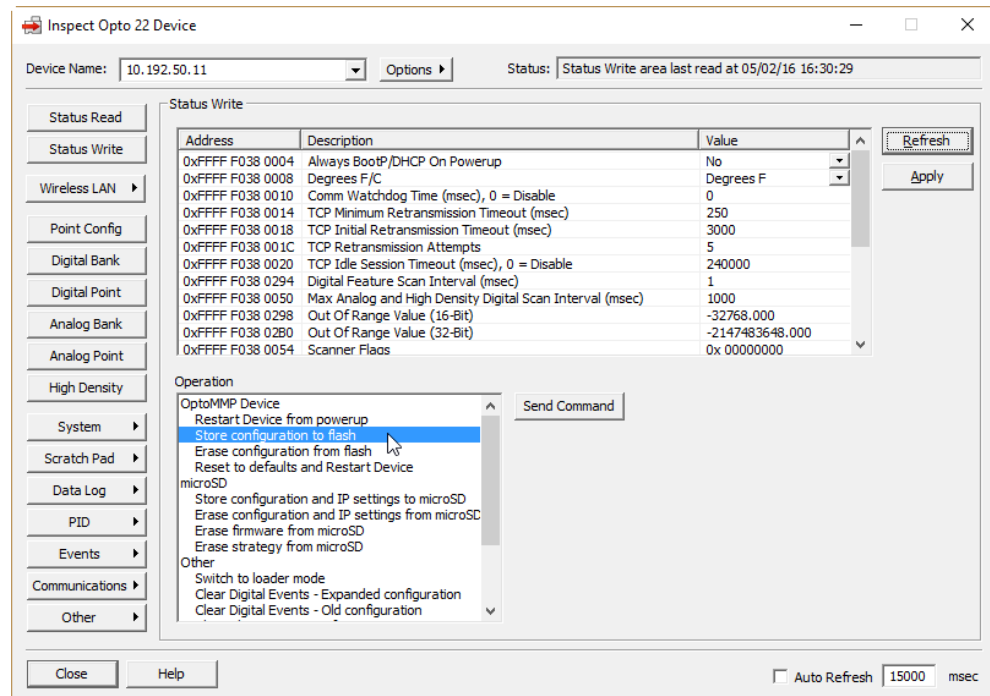 Inspect Opto 22 Device
Device Name: 10.192.50.11 Options Status: Status Write area last read at 05/02/16 16:30:29
Status Read
Status Write
Wireless LAN
Point Config
Digital Bank
Digital Point
Analog Bank
Analog Point
High Density
System
Scratch Pad
Data Log
PID
Events
Communications
Other
Status Write
Address Description Value
0xFFFF F038 0004 Always BootP/DHCP On Powerup No
0xFFFF F038 0008 Degrees F/C Degrees F
0xFFFF F038 0010 Comm Watchdog Time (msec), 0 = Disable 0
0xFFFF F038 0014 TCP Minimum Retransmission Timeout (msec) 250
0xFFFF F038 0018 TCP Initial Retransmission Timeout (msec) 3000
0xFFFF F038 001C TCP Retransmission Attempts 5
0xFFFF F038 0020 TCP Idle Session Timeout (msec), 0 = Disable 240000
0xFFFF F038 0294 Digital Feature Scan Interval (msec) 1
0xFFFF F038 0050 Max Analog and High Density Digital Scan Interval (msec) 1000
0xFFFF F038 0298 Out Of Range Value (16-Bit) -32768.000
0xFFFF F038 02B0 Out Of Range Value (32-Bit) -2147483648.000
0xFFFF F038 0054 Scanner Flags 0x 00000000
Refresh
Apply
Operation
OptoMMP Device
Restart Device from powerup
Store configuration to flash
Erase configuration from flash
Reset to defaults and Restart Device
microSD
Store configuration and IP settings to microSD
Erase configuration and IP settings from microSD
Erase firmware from microSD
Erase strategy from microSD
Other
Switch to loader mode
Clear Digital Events - Expanded configuration
Clear Digital Events - Old configuration
Send Command
Close Help Auto Refresh 15000 msec